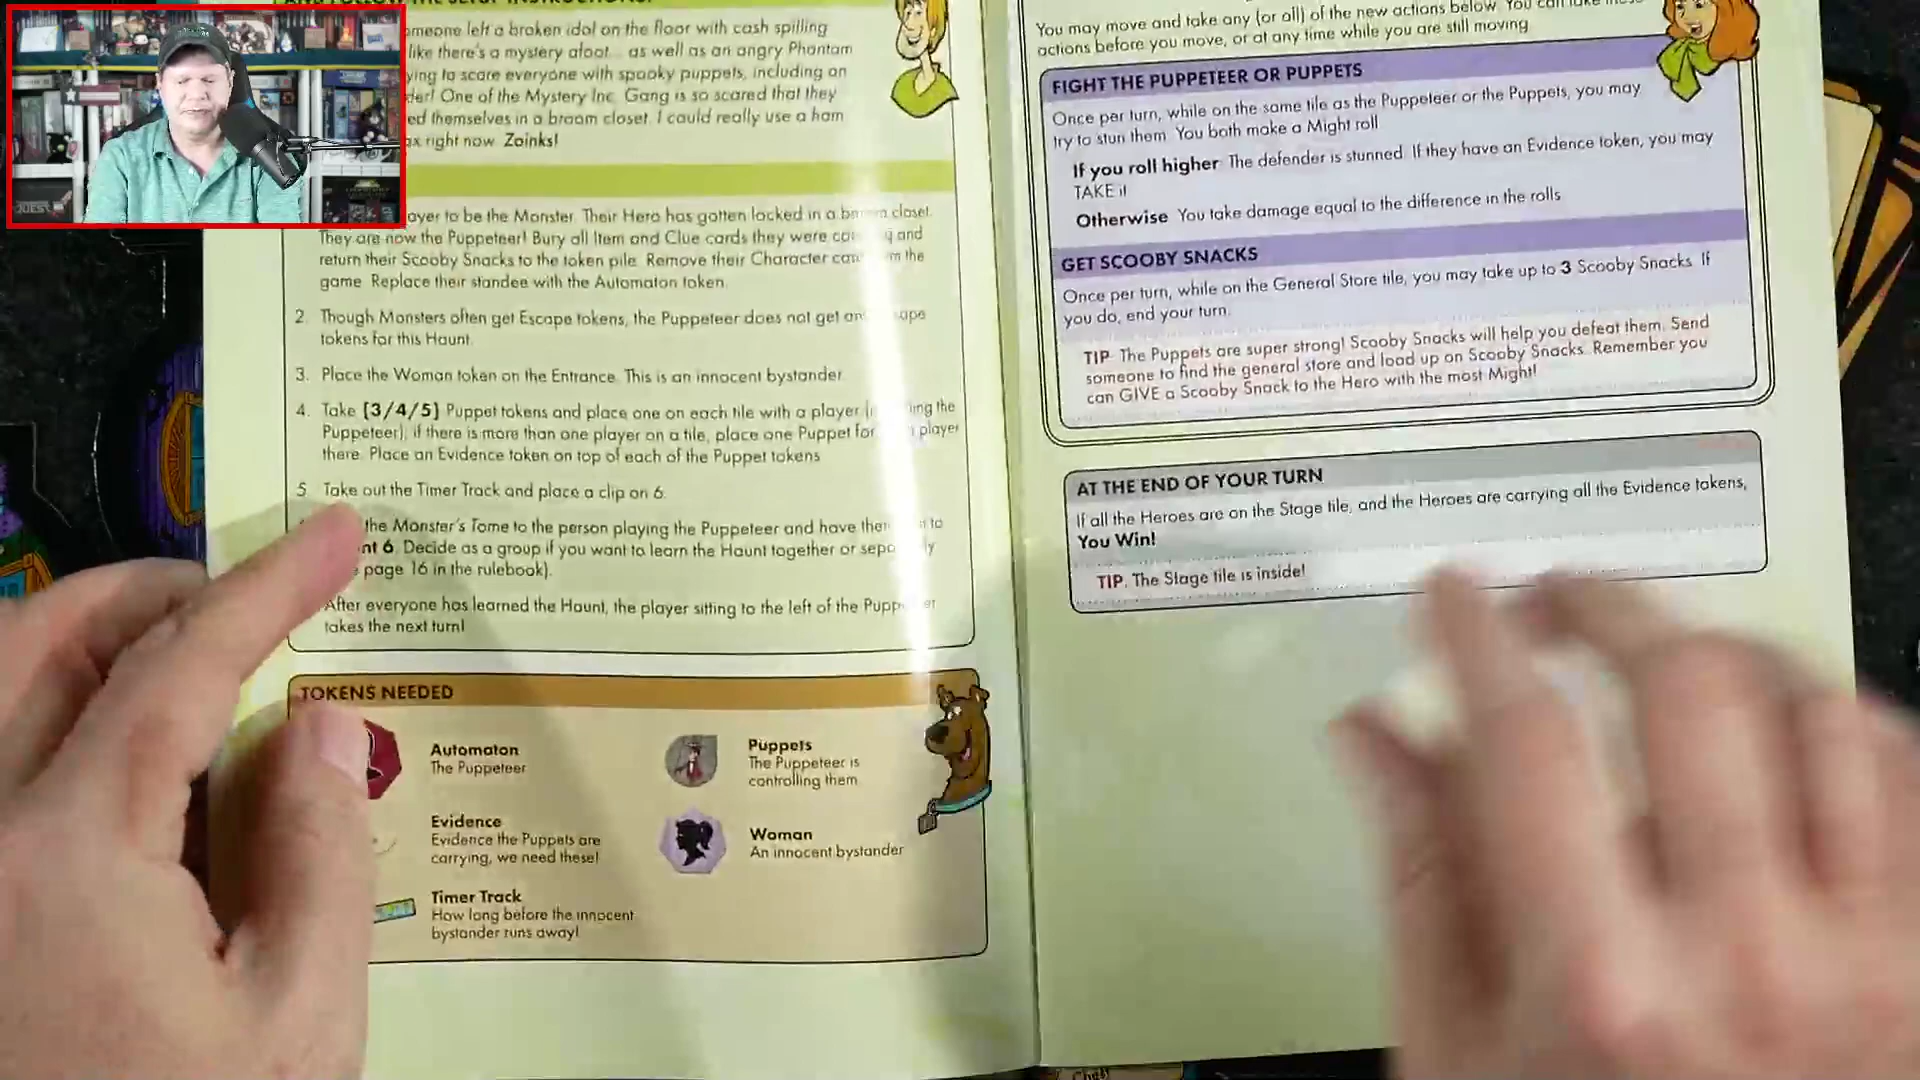 AND FOLLOW THE SETUP INSTRUCTIONS:
omeone left a broken idol on the floor with cash spilling
like there's a mystery afoot... as well as an angry Phantom
ying to scare everyone with spooky puppets, including an
der! One of the Mystery Inc. Gang is so scared that they
ed themselves in a broom closet. I could really use a ham
ax right now. Zoinks!
ayer to be the Monster. Their Hero has gotten locked in a broom closet.
They are now the Puppeteer! Bury all Item and Clue cards they were and
return their Scooby Snacks to the token pile. Remove their Character the
game. Replace their standee with the Automaton token.
2. Though Monsters often get Escape tokens, the Puppeteer does not get
tokens for this Haunt.
3. Place the Woman token on the Entrance. This is an innocent bystander.
4. Take (3/4/5) Puppet tokens and place one on each tile with a player the
Puppeteer), if there is more than one player on a tile, place one Puppet for player
there. Place an Evidence token on top of each of the Puppet tokens.
5. Take out the Timer Track and place a clip on 6.
the Monster's Tome to the person playing the Puppeteer and have to
nt 6. Decide as a group if you want to learn the Haunt together or
page 16 in the rulebook).
After everyone has learned the Haunt, the player sitting to the left of the
takes the next turn!
TOKENS NEEDED
Automaton
The Puppeteer
Puppets
The Puppeteer is
controlling them
Evidence
Evidence the Puppets are
carrying, we need these!
Woman
An innocent bystander
Timer Track
How long before the innocent
bystander runs away!
You may move and take any (or all) of the new actions below. You can take these
actions before you move, or at any time while you are still moving.
FIGHT THE PUPPETEER OR PUPPETS
Once per turn, while on the same tile as the Puppeteer or the Puppets, you may
try to stun them. You both make a Might roll.
If you roll higher: The defender is stunned. If they have an Evidence token, you may
TAKE it.
Otherwise: You take damage equal to the difference in the rolls.
GET SCOOBY SNACKS
Once per turn, while on the General Store tile, you may take up to 3 Scooby Snacks. If
you do, end your turn.
TIP: The Puppets are super strong! Scooby Snacks will help you defeat them. Send
someone to find the general store and load up on Scooby Snacks. Remember you
can GIVE a Scooby Snack to the Hero with the most Might!
AT THE END OF YOUR TURN
If all the Heroes are on the Stage tile, and the Heroes are carrying all the Evidence tokens,
You Win!
TIP: The Stage tile is inside!